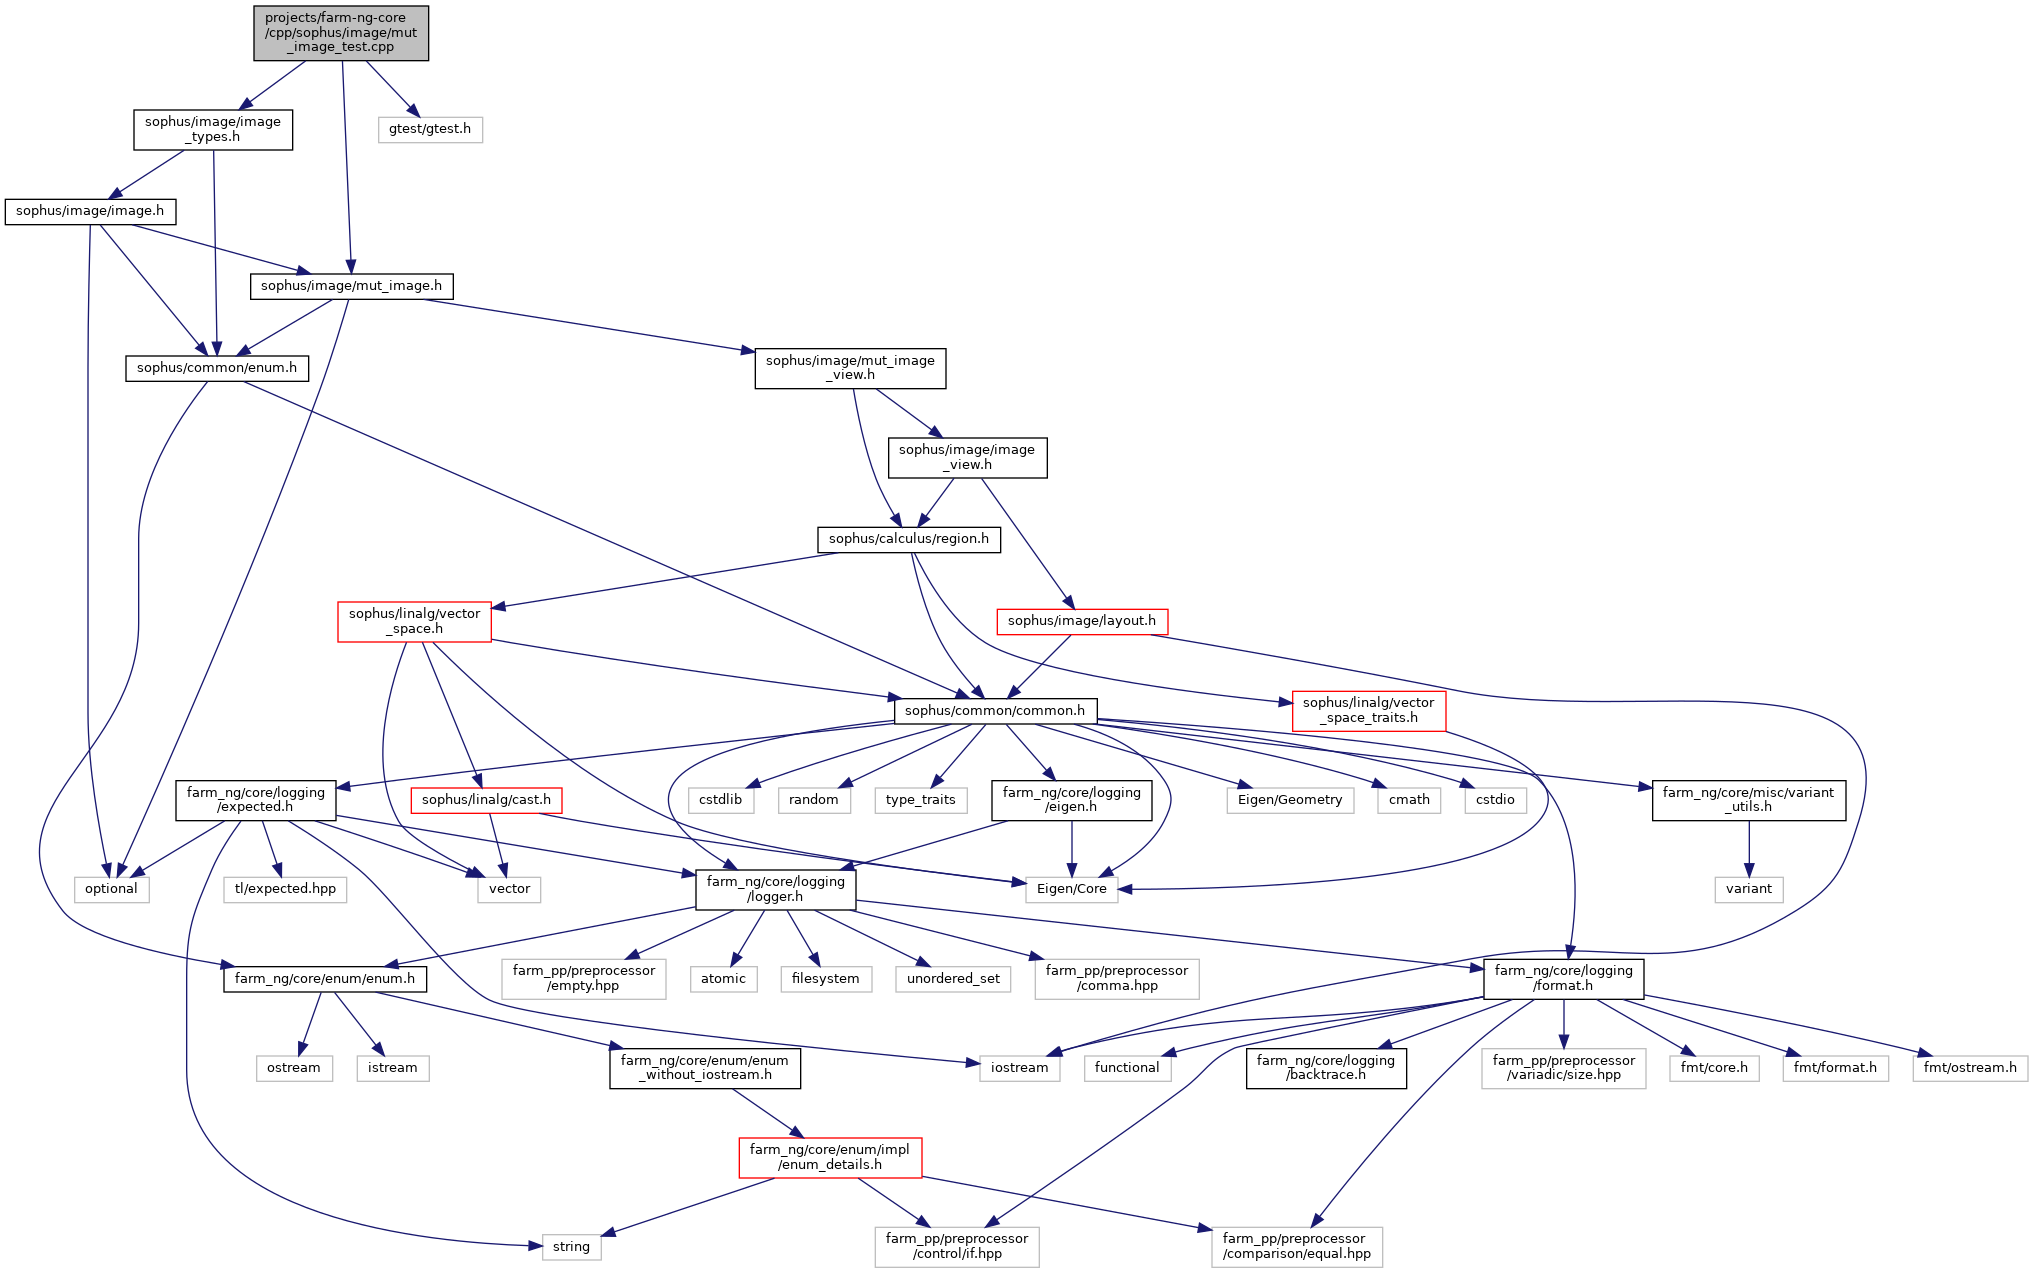 projects/farm-ng-core
/cpp/sophus/image/mut
_image_test.cpp
sophus/image/image
_types.h
gtest/gtest.h
sophus/image/image.h
sophus/image/mut_image.h
sophus/common/enum.h
sophus/image/mut_image
_view.h
sophus/image/image
_view.h
sophus/calculus/region.h
sophus/linalg/vector
_space.h
sophus/image/layout.h
sophus/common/common.h
sophus/linalg/vector
_space_traits.h
farm_ng/core/logging
/expected.h
sophus/linalg/cast.h
cstdlib
random
type_traits
farm_ng/core/logging
/eigen.h
Eigen/Geometry
cmath
cstdio
farm_ng/core/misc/variant
_utils.h
optional
tl/expected.hpp
vector
farm_ng/core/logging
/logger.h
Eigen/Core
variant
farm_ng/core/enum/enum.h
farm_pp/preprocessor
/empty.hpp
atomic
filesystem
unordered_set
farm_pp/preprocessor
/comma.hpp
farm_ng/core/logging
/format.h
ostream
istream
farm_ng/core/enum/enum
_without_iostream.h
iostream
functional
farm_ng/core/logging
/backtrace.h
farm_pp/preprocessor
/variadic/size.hpp
fmt/core.h
fmt/format.h
fmt/ostream.h
farm_ng/core/enum/impl
/enum_details.h
string
farm_pp/preprocessor
/control/if.hpp
farm_pp/preprocessor
/comparison/equal.hpp